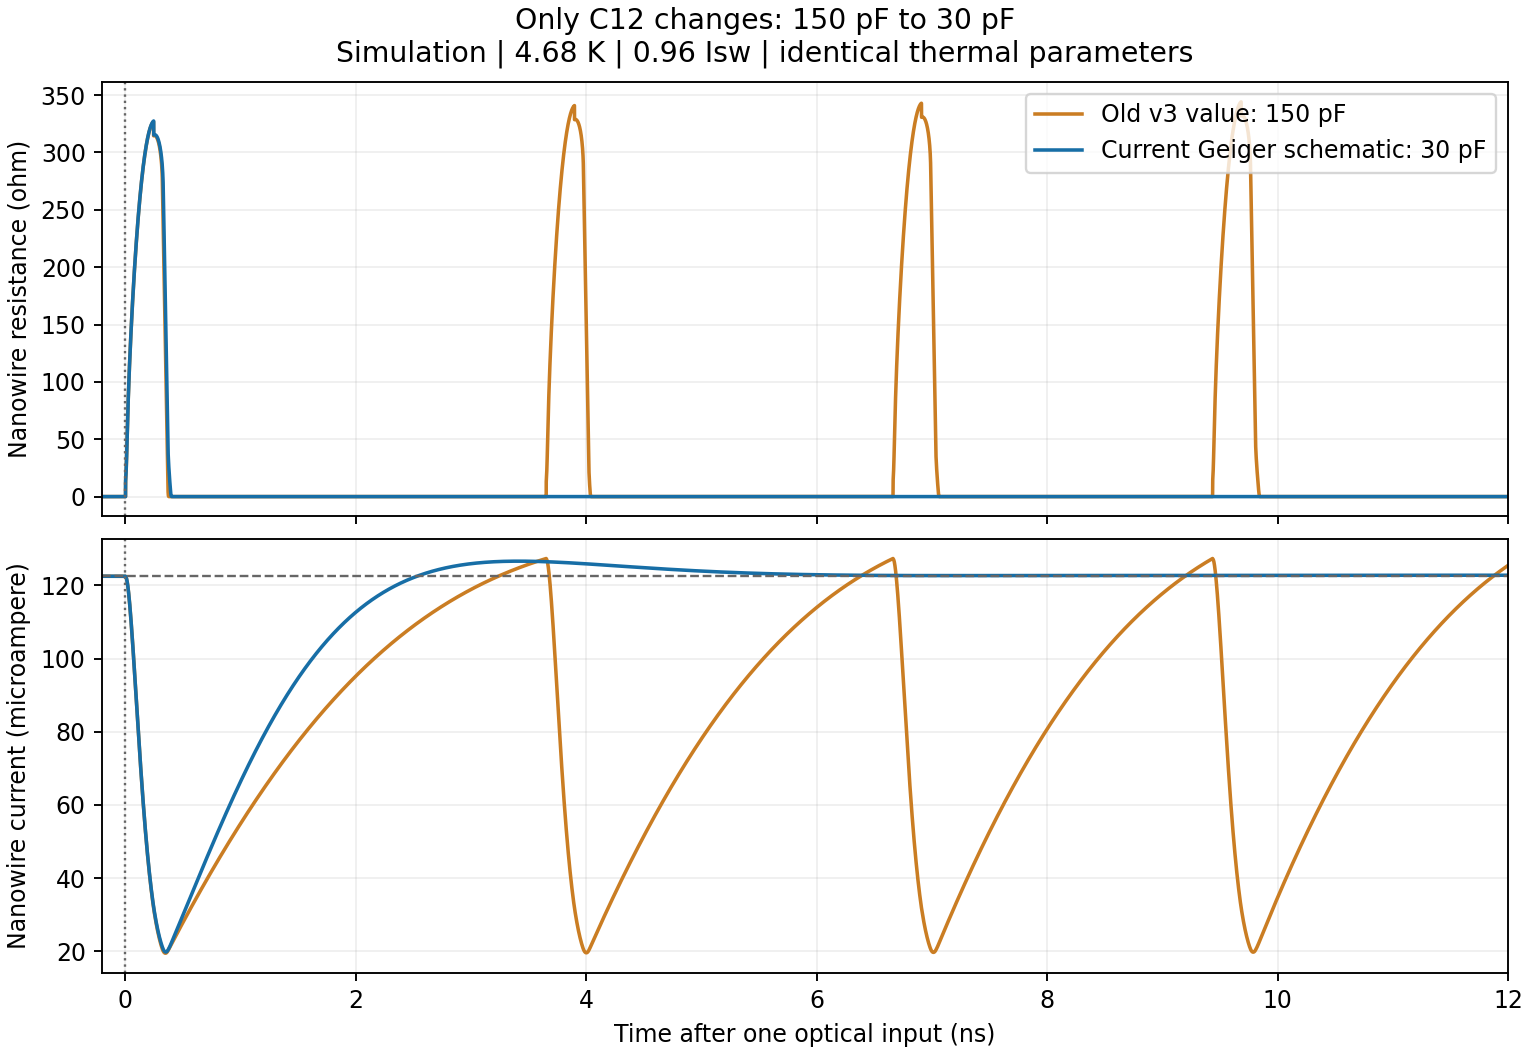 Only C12 changes: 150 pF to 30 pF
Simulation | 4.68 K | 0.96 Isw | identical thermal parameters
350
300
250
200
150
100
50
0
Nanowire resistance (ohm)
Old v3 value: 150 pF
Current Geiger schematic: 30 pF
120
100
80
60
40
20
Nanowire current (microampere)
0 2 4 6 8 10 12
Time after one optical input (ns)